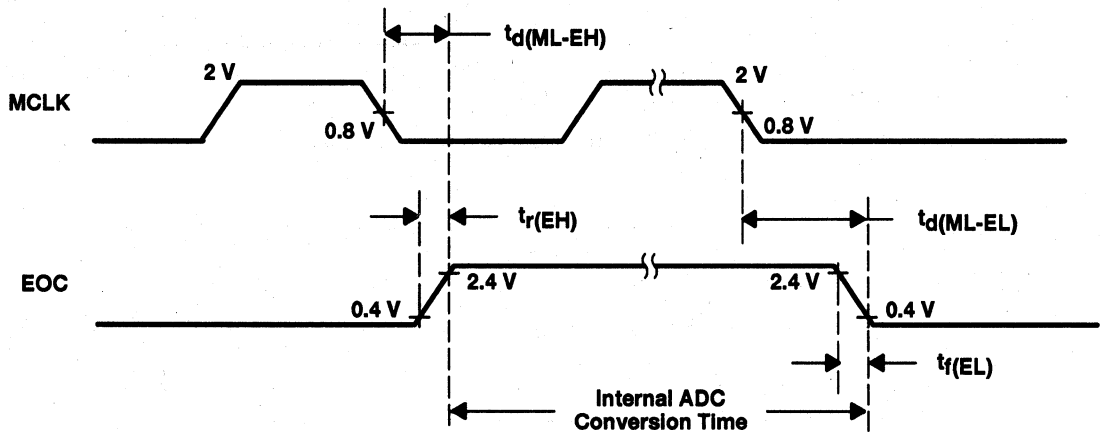 td(ML-EH)
2 V
2 V
MCLK
0.8 V
0.8 V
tr(EH)
td(ML-EL)
EOC
2.4 V
2.4 V
0.4 V
0.4 V
tf(EL)
Internal ADC
Conversion Time